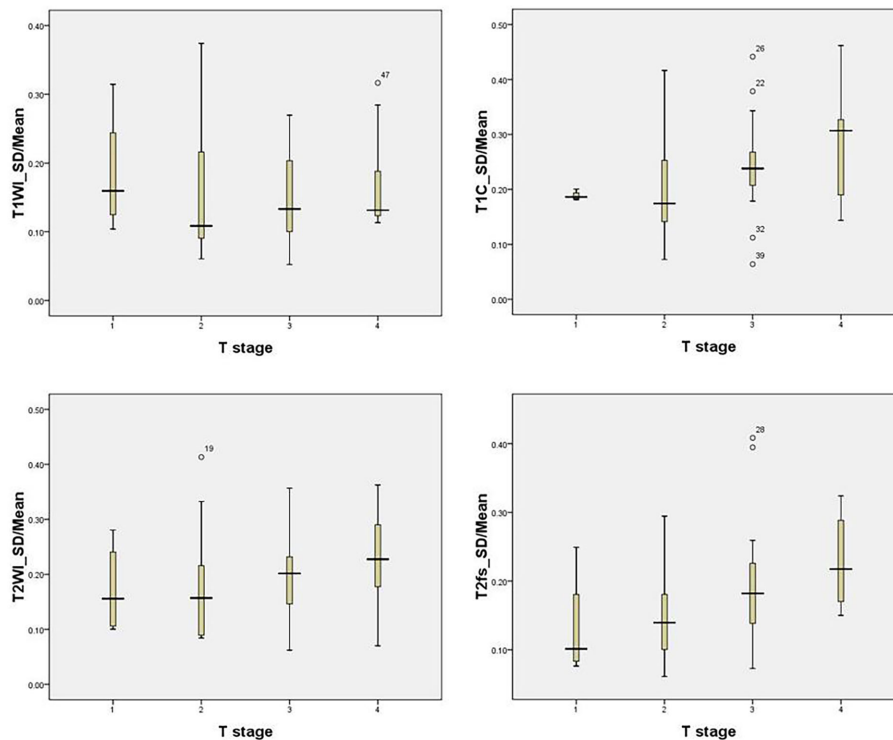 T1WI_SD/Mean
0.40
0.30
0.20
0.10
0.00
47
1 2 3 4
T stage
T1C_SD/Mean
0.50
0.40
0.30
0.20
0.10
0.00
26
22
32
39
1 2 3 4
T stage
T2WI_SD/Mean
0.50
0.40
0.30
0.20
0.10
0.00
19
1 2 3 4
T stage
T2fs_SD/Mean
0.40
0.30
0.20
0.10
28
1 2 3 4
T stage